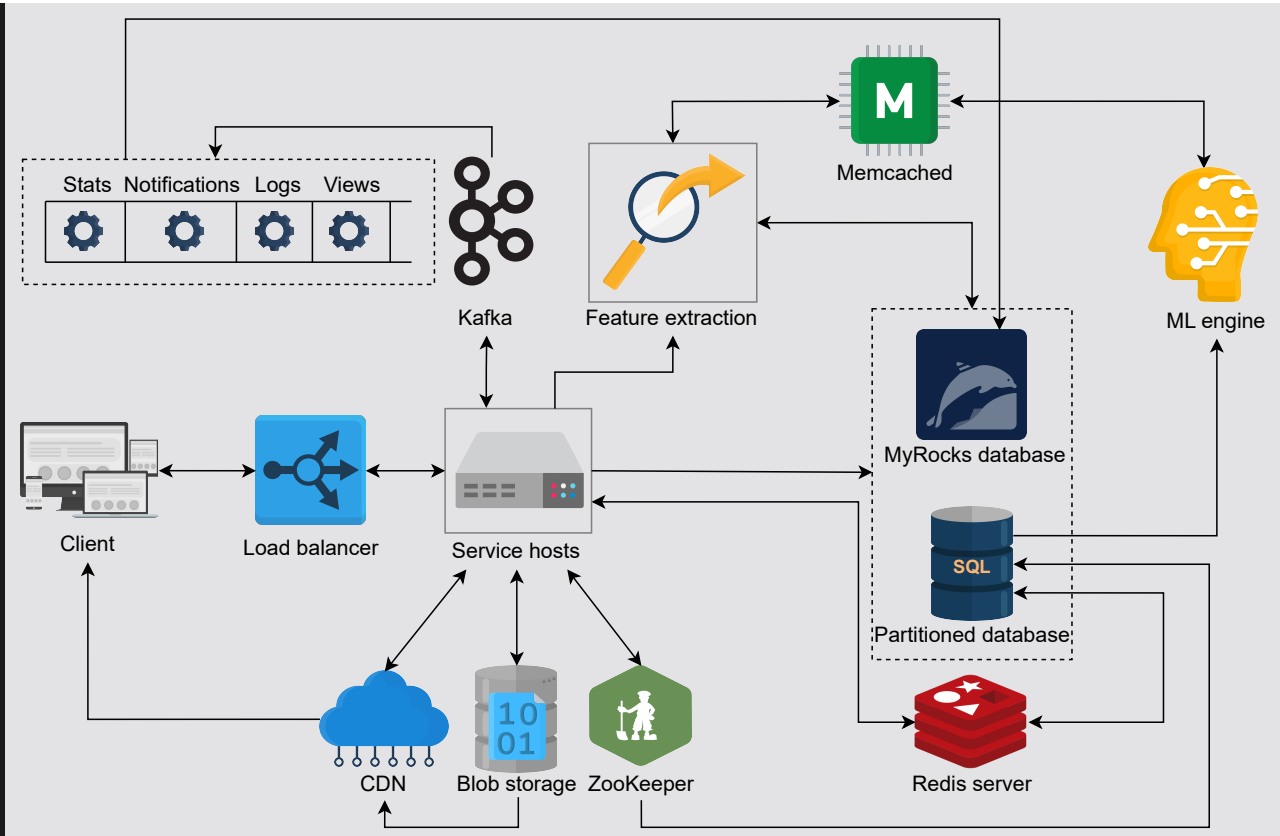 M
Memcached
Stats Notifications Logs Views
Kafka
Feature extraction
ML engine
MyRocks database
Client
Load balancer
Service hosts
SQL
Partitioned database
10
01
CDN
Blob storage
ZooKeeper
Redis server